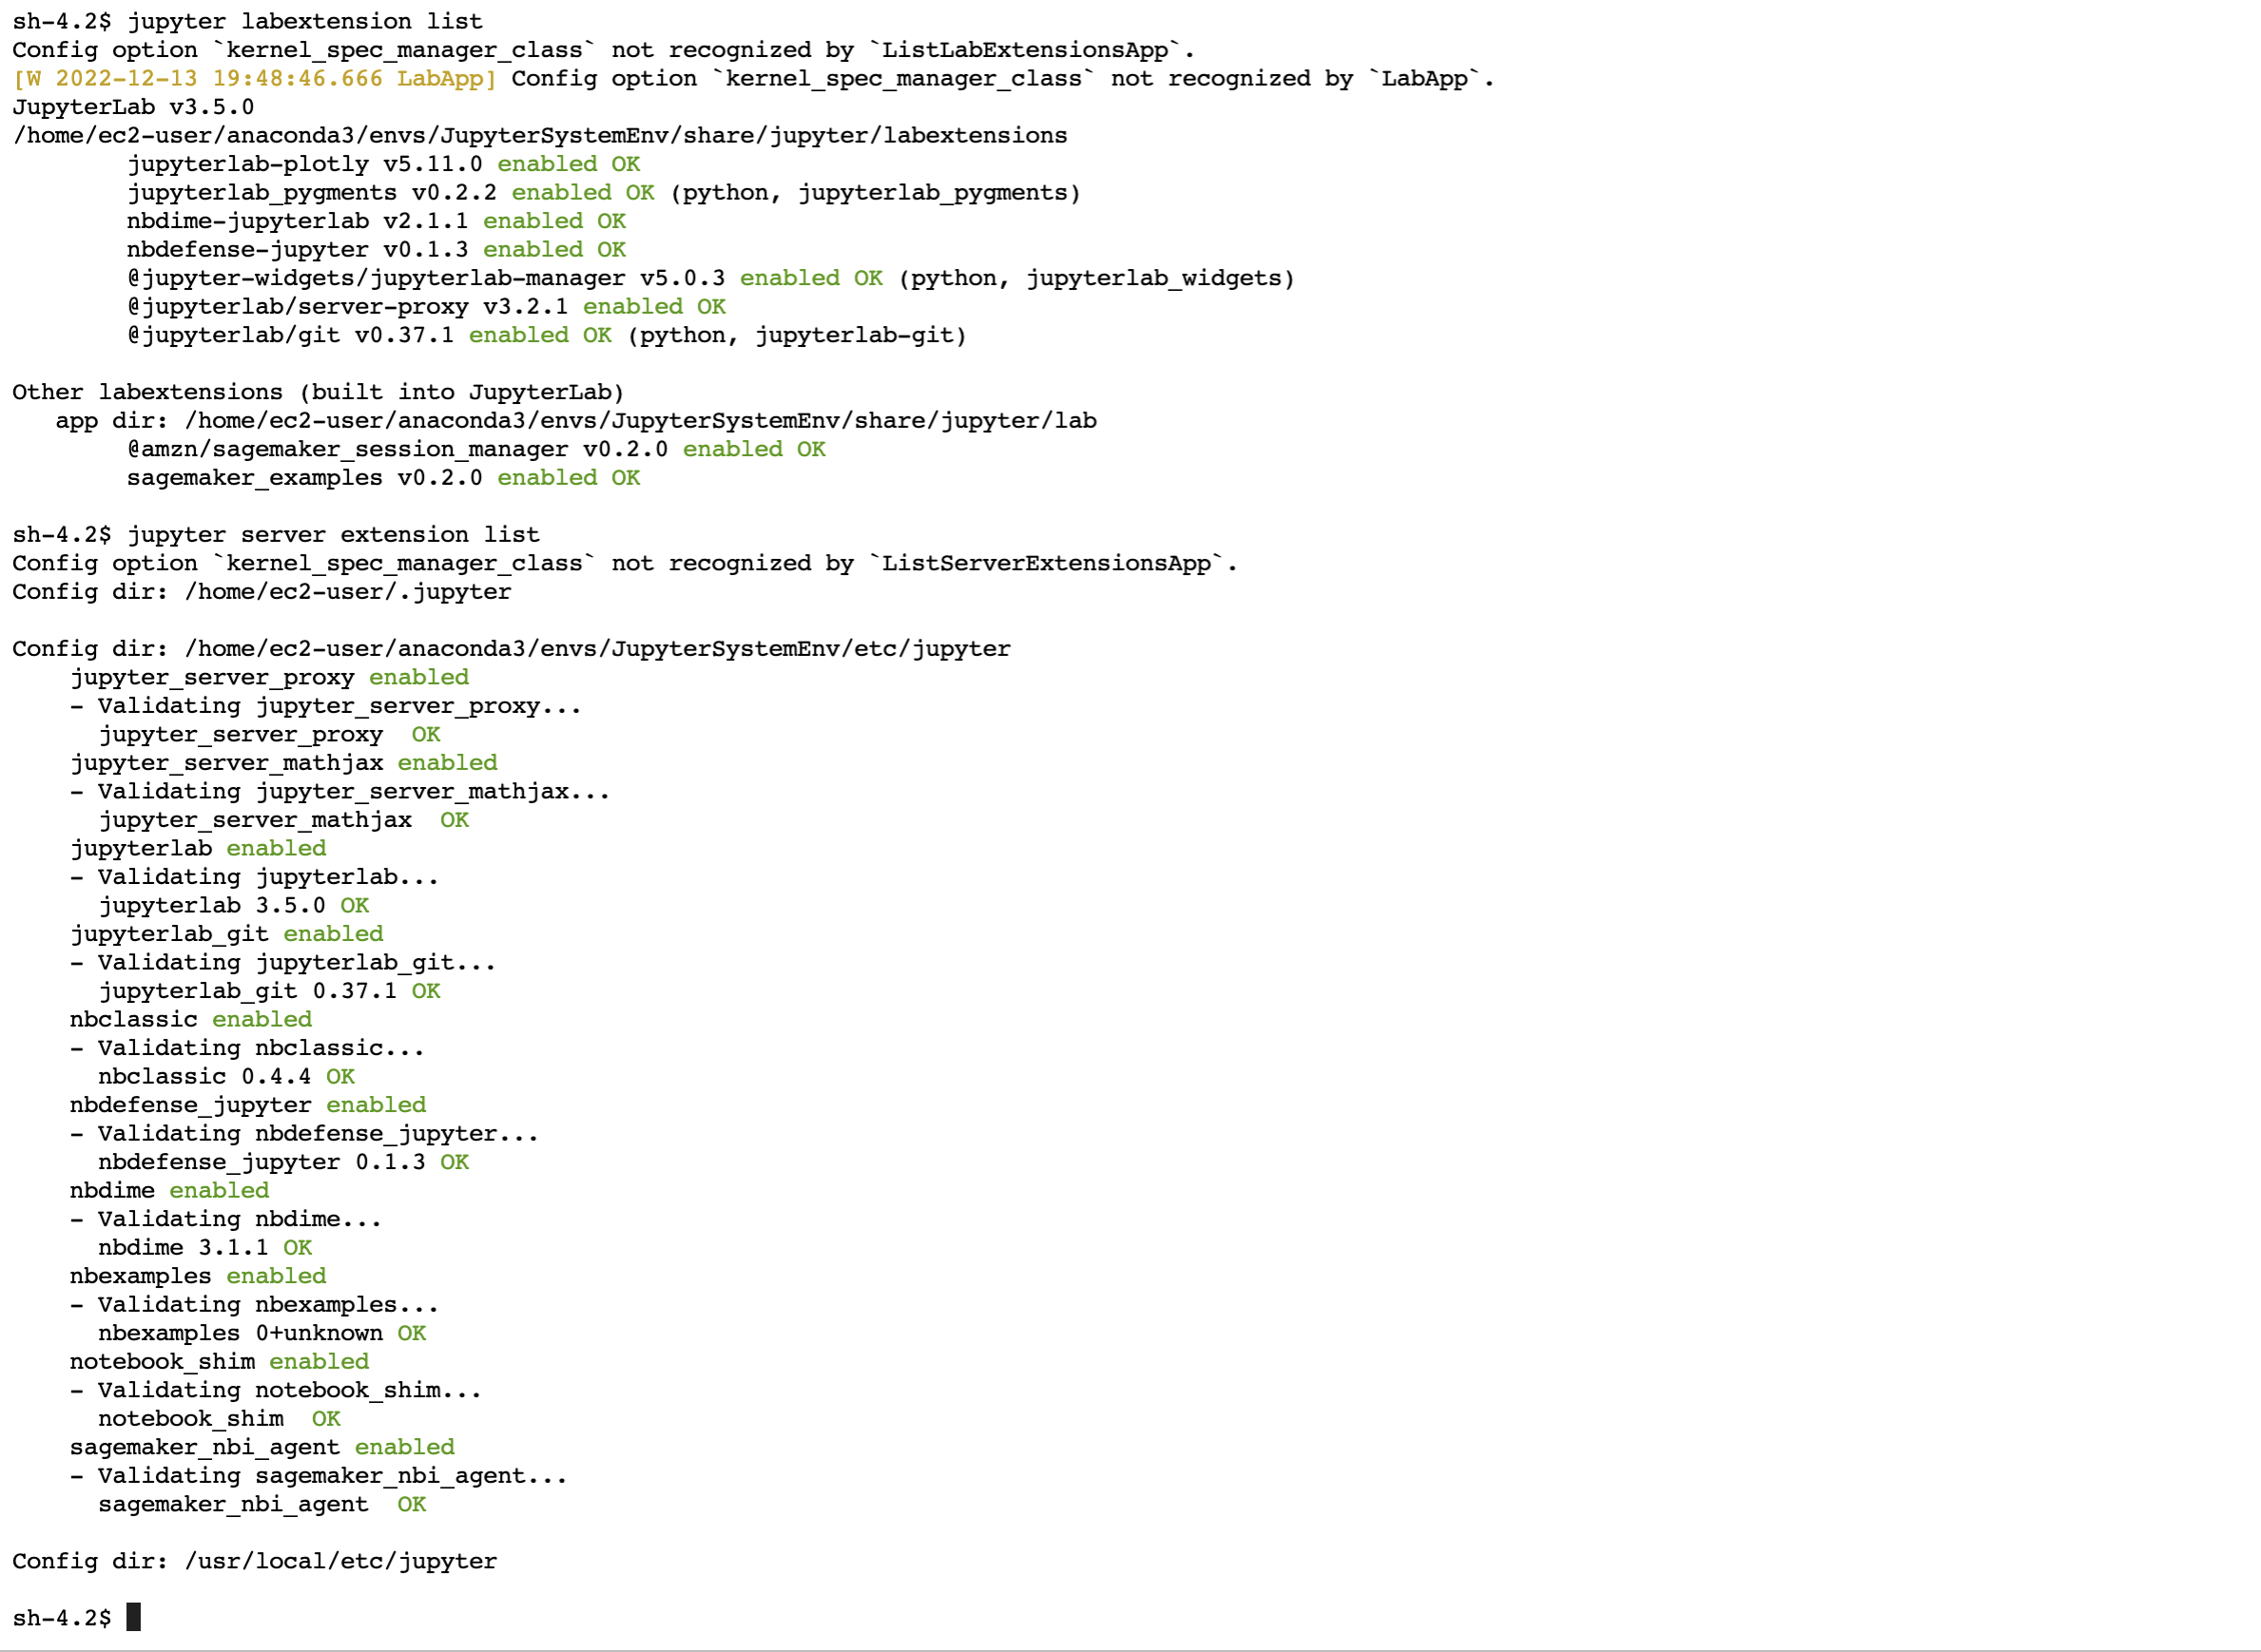 sh-4.2$ jupyter labextension list
Config option `kernel_spec_manager_class` not recognized by `ListLabExtensionsApp`.
[W 2022-12-13 19:48:46.666 LabApp] Config option `kernel_spec_manager_class` not recognized by `LabApp`.
JupyterLab v3.5.0
/home/ec2-user/anaconda3/envs/JupyterSystemEnv/share/jupyter/labextensions
        jupyterlab-plotly v5.11.0 enabled OK
        jupyterlab_pygments v0.2.2 enabled OK (python, jupyterlab_pygments)
        nbdime-jupyterlab v2.1.1 enabled OK
        nbdefense-jupyter v0.1.3 enabled OK
        @jupyter-widgets/jupyterlab-manager v5.0.3 enabled OK (python, jupyterlab_widgets)
        @jupyterlab/server-proxy v3.2.1 enabled OK
        @jupyterlab/git v0.37.1 enabled OK (python, jupyterlab-git)

Other labextensions (built into JupyterLab)
   app dir: /home/ec2-user/anaconda3/envs/JupyterSystemEnv/share/jupyter/lab
        @amzn/sagemaker_session_manager v0.2.0 enabled OK
        sagemaker_examples v0.2.0 enabled OK

sh-4.2$ jupyter server extension list
Config option `kernel_spec_manager_class` not recognized by `ListServerExtensionsApp`.
Config dir: /home/ec2-user/.jupyter

Config dir: /home/ec2-user/anaconda3/envs/JupyterSystemEnv/etc/jupyter
    jupyter_server_proxy enabled
    - Validating jupyter_server_proxy...
      jupyter_server_proxy  OK
    jupyter_server_mathjax enabled
    - Validating jupyter_server_mathjax...
      jupyter_server_mathjax  OK
    jupyterlab enabled
    - Validating jupyterlab...
      jupyterlab 3.5.0 OK
    jupyterlab_git enabled
    - Validating jupyterlab_git...
      jupyterlab_git 0.37.1 OK
    nbclassic enabled
    - Validating nbclassic...
      nbclassic 0.4.4 OK
    nbdefense_jupyter enabled
    - Validating nbdefense_jupyter...
      nbdefense_jupyter 0.1.3 OK
    nbdime enabled
    - Validating nbdime...
      nbdime 3.1.1 OK
    nbexamples enabled
    - Validating nbexamples...
      nbexamples 0+unknown OK
    notebook_shim enabled
    - Validating notebook_shim...
      notebook_shim  OK
    sagemaker_nbi_agent enabled
    - Validating sagemaker_nbi_agent...
      sagemaker_nbi_agent  OK

Config dir: /usr/local/etc/jupyter

sh-4.2$